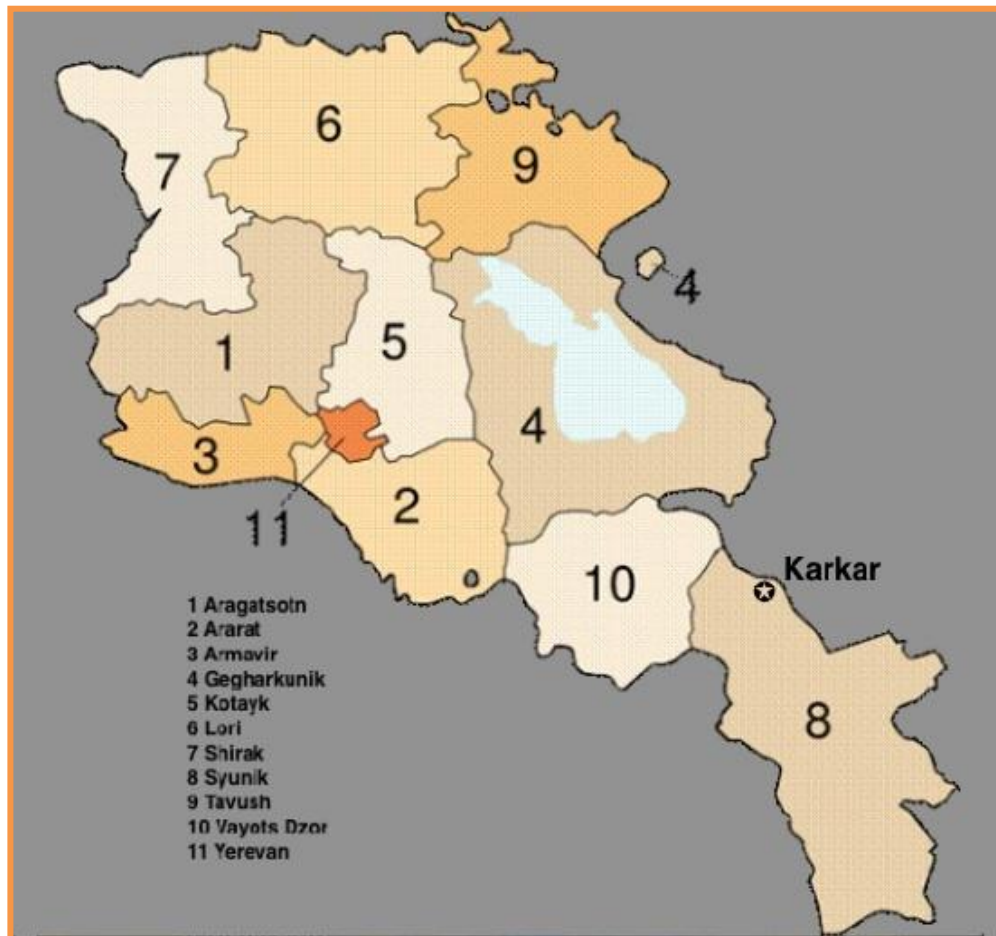 6
7
9
4
5
1
4
3
2
11
Karkar
10
8
1 Aragatsotn
2 Ararat
3 Armavir
4 Gegharkunik
5 Kotayk
6 Lori
7 Shirak
8 Syunik
9 Tavush
10 Vayots Dzor
11 Yerevan